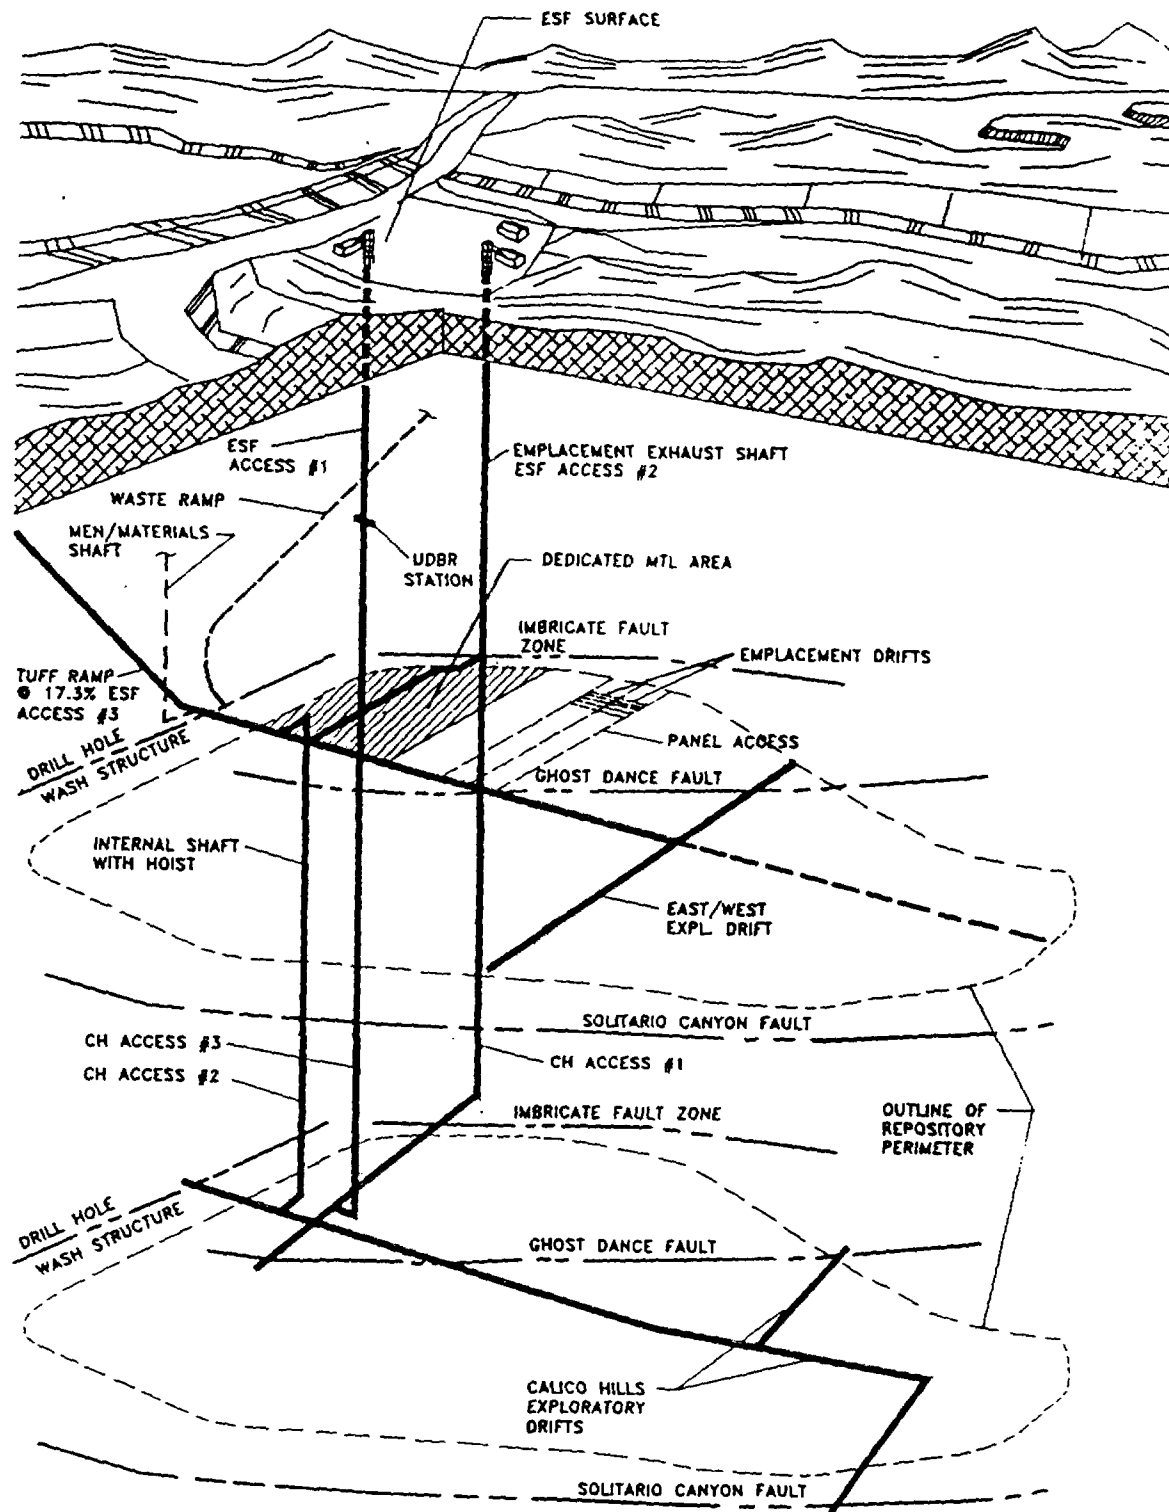 ESF SURFACE
ESF
ACCESS #1
EMPLACEMENT EXHAUST SHAFT
ESF ACCESS #2
WASTE RAMP
MEN/MATERIALS
SHAFT
UDBR
STATION
DEDICATED MTL AREA
IMBRICATE FAULT
ZONE
EMPLACEMENT DRIFTS
TUFF RAMP
@ 17.3% ESF
ACCESS #3
PANEL ACCESS
DRILL HOLE
WASH STRUCTURE
GHOST DANCE FAULT
INTERNAL SHAFT
WITH HOIST
EAST/WEST
EXPL. DRIFT
SOLITARIO CANYON FAULT
CH ACCESS #3
CH ACCESS #2
CH ACCESS #1
IMBRICATE FAULT ZONE
OUTLINE OF
REPOSITORY
PERIMETER
DRILL HOLE
WASH STRUCTURE
GHOST DANCE FAULT
CALICO HILLS
EXPLORATORY
DRIFTS
SOLITARIO CANYON FAULT